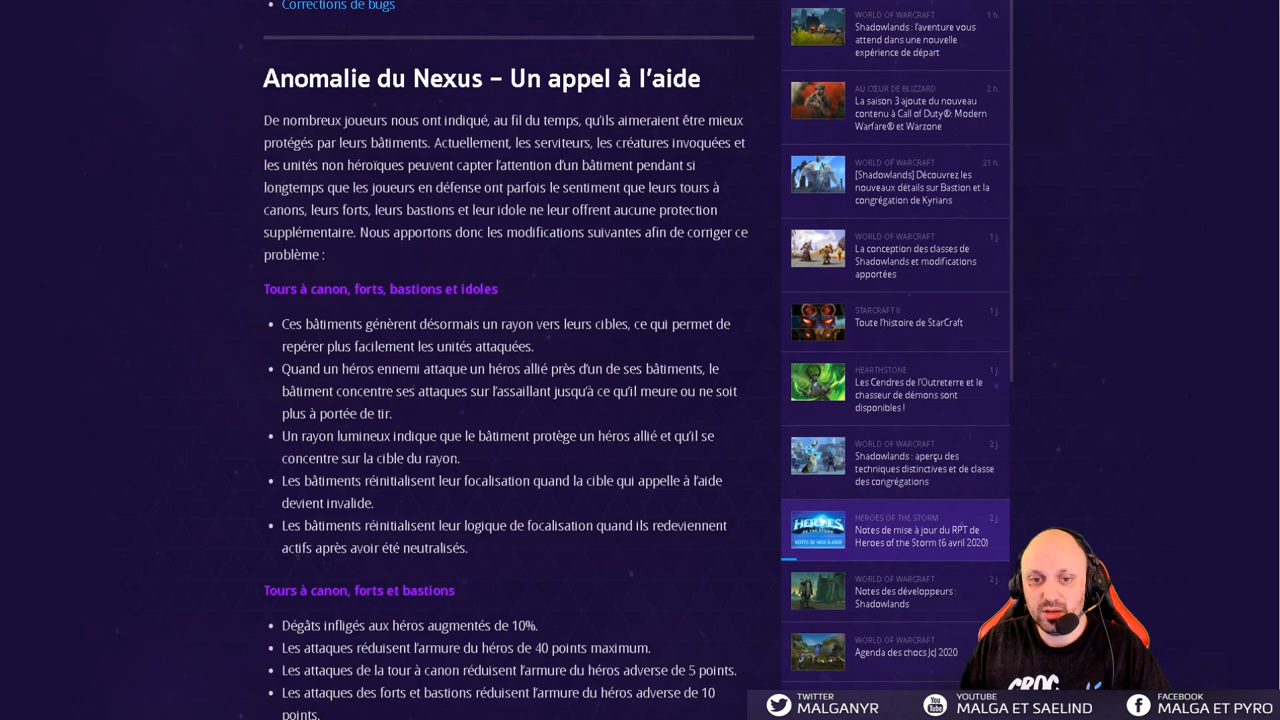 Corrections de bugs
Anomalie du Nexus – Un appel à l'aide
De nombreux joueurs nous ont indiqué, au fil du temps, qu'ils aimeraient être mieux
protégés par leurs bâtiments. Actuellement, les serviteurs, les créatures invoquées et
les unités non héroïques peuvent capter l'attention d'un bâtiment pendant si
longtemps que les joueurs en défense ont parfois le sentiment que leurs tours à
canons, leurs forts, leurs bastions et leur idole ne leur offrent aucune protection
supplémentaire. Nous apportons donc les modifications suivantes afin de corriger ce
problème :
Tours à canon, forts, bastions et idoles
Ces bâtiments génèrent désormais un rayon vers leurs cibles, ce qui permet de
repérer plus facilement les unités attaquées.
Quand un héros ennemi attaque un héros allié près d'un de ses bâtiments, le
bâtiment concentre ses attaques sur l'assaillant jusqu'à ce qu'il meure ou ne soit
plus à portée de tir.
Un rayon lumineux indique que le bâtiment protège un héros allié et qu'il se
concentre sur la cible du rayon.
Les bâtiments réinitialisent leur focalisation quand la cible qui appelle à l'aide
devient invalide.
Les bâtiments réinitialisent leur logique de focalisation quand ils redeviennent
actifs après avoir été neutralisés.
Tours à canon, forts et bastions
Dégâts infligés aux héros augmentés de 10%.
Les attaques réduisent l'armure du héros de 40 points maximum.
Les attaques de la tour à canon réduisent l'armure du héros adverse de 5 points.
Les attaques des forts et bastions réduisent l'armure du héros adverse de 10
points.
WORLD OF WARCRAFT 1 h.
Shadowlands : l'aventure vous
attend dans une nouvelle
expérience de départ
AU CŒUR DE BLIZZARD 2 h.
La saison 3 ajoute du nouveau
contenu à Call of Duty®: Modern
Warfare® et Warzone
WORLD OF WARCRAFT 21 h.
[Shadowlands] Découvrez les
nouveaux détails sur Bastion et la
congrégation de Kyrians
WORLD OF WARCRAFT 1 j.
La conception des classes de
Shadowlands et modifications
apportées
STARCRAFT II 1 j.
Toute l'histoire de StarCraft
HEARTHSTONE 1 j.
Les Cendres de l'Outreterre et le
chasseur de démons sont
disponibles !
WORLD OF WARCRAFT 2 j.
Shadowlands : aperçu des
techniques distinctives et de classe
des congrégations
HEROES OF THE STORM 2 j.
Notes de mise à jour du RPT de
Heroes of the Storm (6 avril 2020)
HEROES
OF THE STORM
NOTES DE MISE À JOUR
WORLD OF WARCRAFT 2 j.
Notes des développeurs :
Shadowlands
WORLD OF WARCRAFT
Agenda des chocs JcJ 2020
CROC
TWITTER
MALGANYR
YOUTUBE
MALGA ET SAELIND
FACEBOOK
MALGA ET PYRO